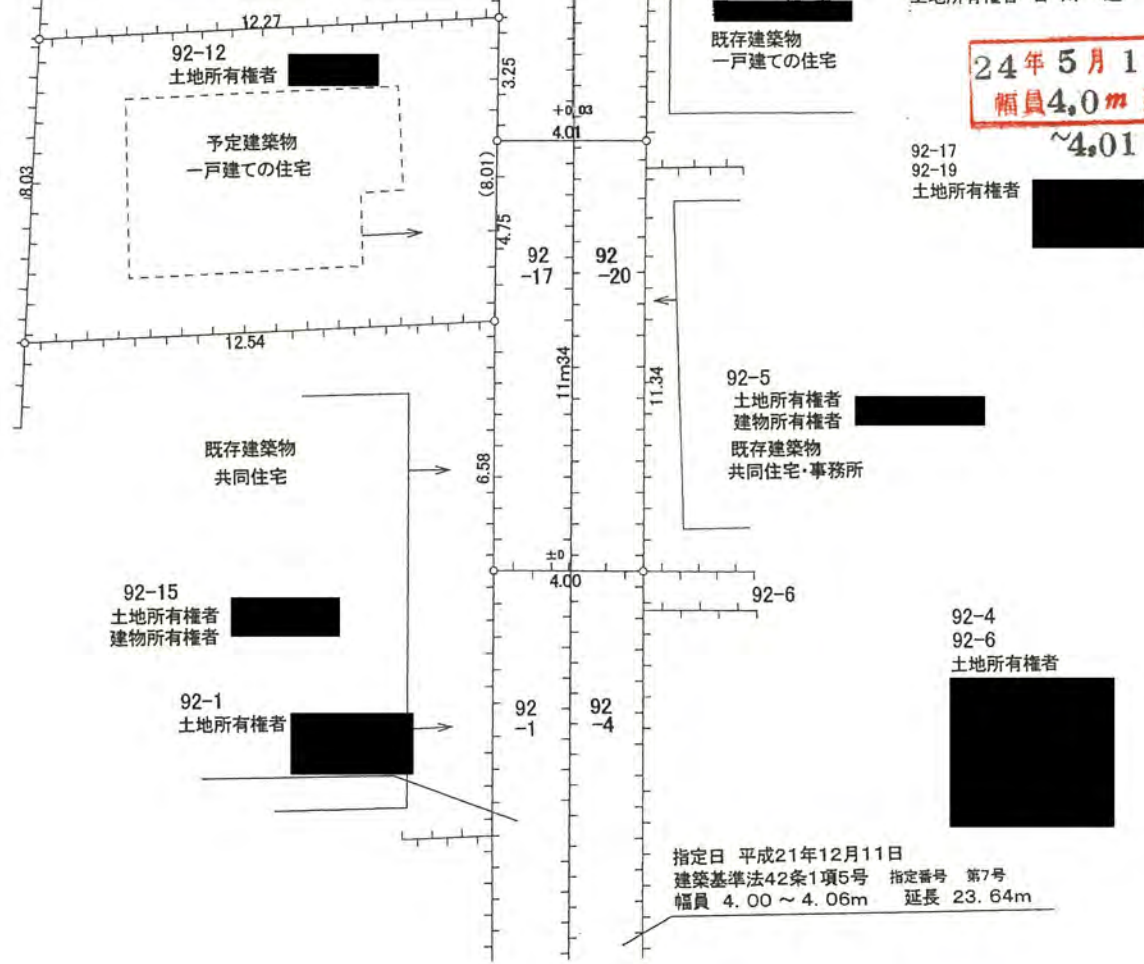 12.27
92-12
土地所有権者
予定建築物
一戸建ての住宅
8.03
12.54
3.25
(8.01)
4.75
4.01
既存建築物
一戸建ての住宅
24年5月1
幅員4.0m
~4.01
92-17
92-19
土地所有権者
92
-17
92
-20
11m34
11.34
6.58
92-5
土地所有権者
建物所有権者
既存建築物
共同住宅・事務所
既存建築物
共同住宅
±0
4.00
92-6
92-15
土地所有権者
建物所有権者
92-1
土地所有権者
92
-1
92
-4
92-4
92-6
土地所有権者
指定日 平成21年12月11日
建築基準法42条1項5号 指定番号 第7号
幅員 4.00 ～ 4.06m 延長 23.64m